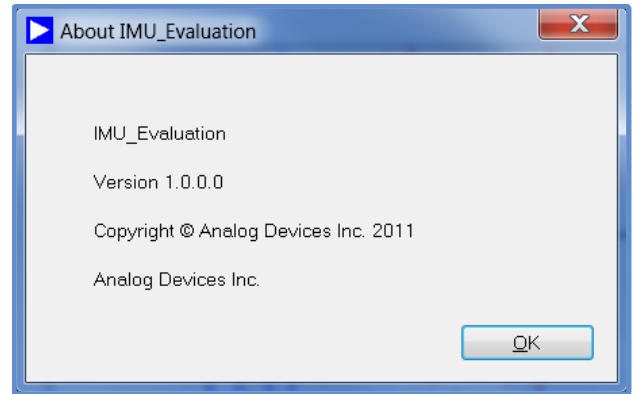 About IMU_Evaluation
IMU_Evaluation
Version 1.0.0.0
Copyright © Analog Devices Inc. 2011
Analog Devices Inc.
OK